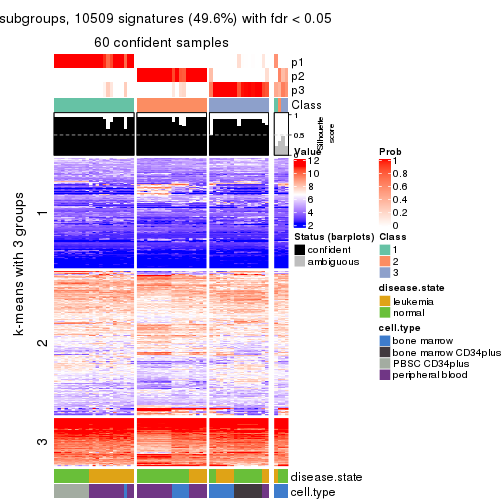 subgroups, 10509 signatures (49.6%) with fdr < 0.05
60 confident samples
p1
p2
p3
Class
1
0.5
0
Silhouette
score
k-means with 3 groups
1
2
3
Value
12
10
8
6
4
2
Prob
1
0.8
0.6
0.4
0.2
0
Status (barplots)
confident
ambiguous
Class
1
2
3
disease.state
leukemia
normal
cell.type
bone marrow
bone marrow CD34plus
PBSC CD34plus
peripheral blood
disease.state
cell.type